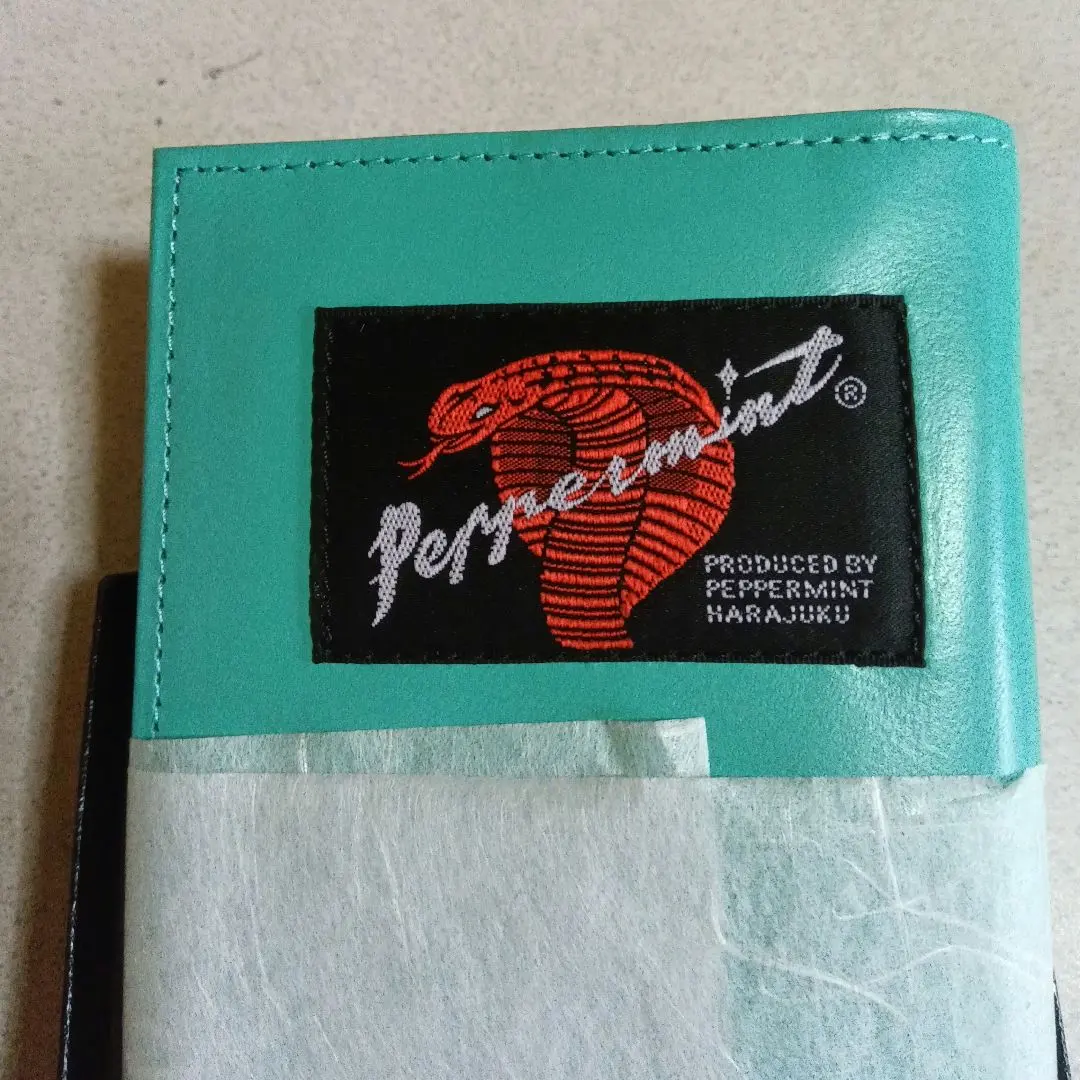 Peppermint®
PRODUCED BY
PEPPERMINT
HARAJUKU